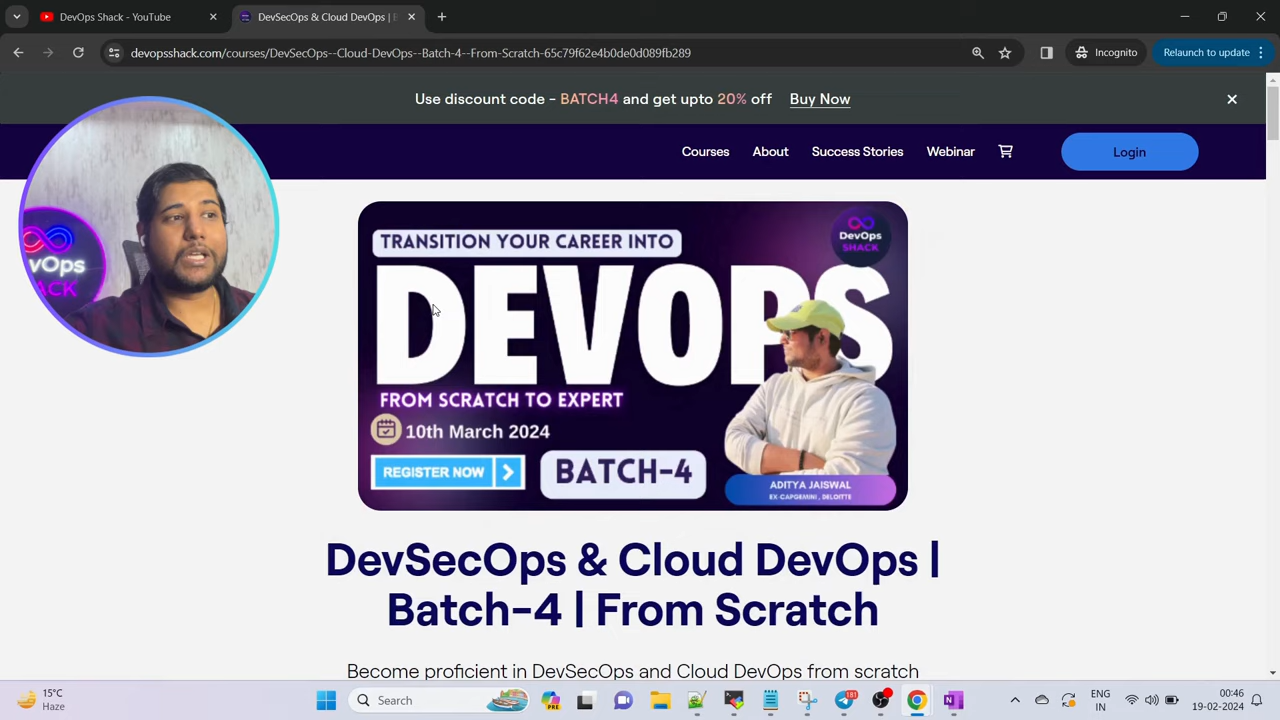 DevOps Shack - YouTube
DevSecOps & Cloud DevOps | B
devopsshack.com/courses/DevSecOps--Cloud-DevOps--Batch-4--From-Scratch-65c79f62e4b0de0d089fb289
Incognito
Relaunch to update
Use discount code - BATCH4 and get upto 20% off Buy Now
Courses
About
Success Stories
Webinar
Login
vOps
ACK
TRANSITION YOUR CAREER INTO
DevOps
SHACK
DEVOPS
FROM SCRATCH TO EXPERT
10th March 2024
REGISTER NOW
BATCH-4
ADITYA JAISWAL
EX-CAPGEMINI , DELOITTE
DevSecOps & Cloud DevOps |
Batch-4 | From Scratch
Become proficient in DevSecOps and Cloud DevOps from scratch
15°C
Haze
Search
PRE
181
ENG
IN
00:46
19-02-2024